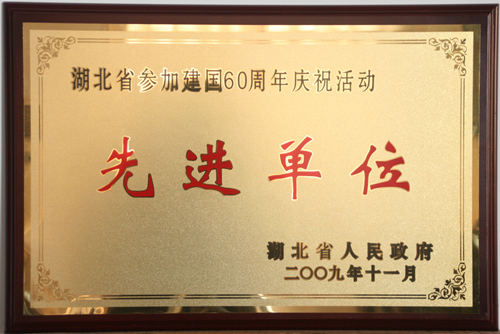 湖北省参加建国60周年庆祝活动
先进单位
湖北省人民政府
二〇〇九年十一月